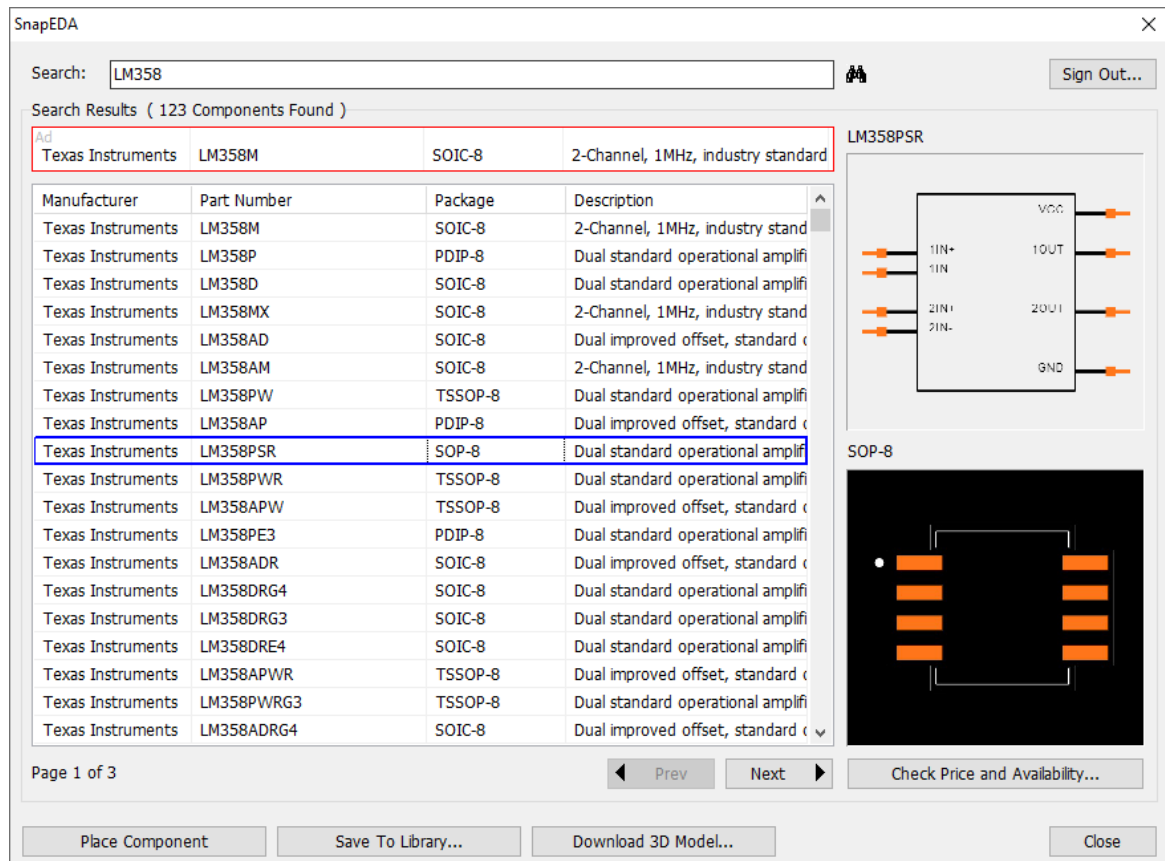 SnapEDA
Search: LM358 Sign Out...
Search Results ( 123 Components Found )
Ad
Texas Instruments LM358M SOIC-8 2-Channel, 1MHz, industry standard
Manufacturer Part Number Package Description
Texas Instruments LM358M SOIC-8 2-Channel, 1MHz, industry stand
Texas Instruments LM358P PDIP-8 Dual standard operational amplifi
Texas Instruments LM358D SOIC-8 Dual standard operational amplifi
Texas Instruments LM358MX SOIC-8 2-Channel, 1MHz, industry stand
Texas Instruments LM358AD SOIC-8 Dual improved offset, standard o
Texas Instruments LM358AM SOIC-8 2-Channel, 1MHz, industry stand
Texas Instruments LM358PW TSSOP-8 Dual standard operational amplifi
Texas Instruments LM358AP PDIP-8 Dual improved offset, standard o
Texas Instruments LM358PSR SOP-8 Dual standard operational amplif
Texas Instruments LM358PWR TSSOP-8 Dual standard operational amplifi
Texas Instruments LM358APW TSSOP-8 Dual improved offset, standard o
Texas Instruments LM358PE3 PDIP-8 Dual standard operational amplifi
Texas Instruments LM358ADR SOIC-8 Dual improved offset, standard o
Texas Instruments LM358DRG4 SOIC-8 Dual standard operational amplifi
Texas Instruments LM358DRG3 SOIC-8 Dual standard operational amplifi
Texas Instruments LM358DRE4 SOIC-8 Dual standard operational amplifi
Texas Instruments LM358APWR TSSOP-8 Dual improved offset, standard o
Texas Instruments LM358PWRG3 TSSOP-8 Dual standard operational amplifi
Texas Instruments LM358ADRG4 SOIC-8 Dual improved offset, standard o
LM358PSR
VCC
1IN+ 1OUT
1IN
2IN+ 2OUT
2IN-
GND
SOP-8
Page 1 of 3 Prev Next Check Price and Availability...
Place Component Save To Library... Download 3D Model... Close